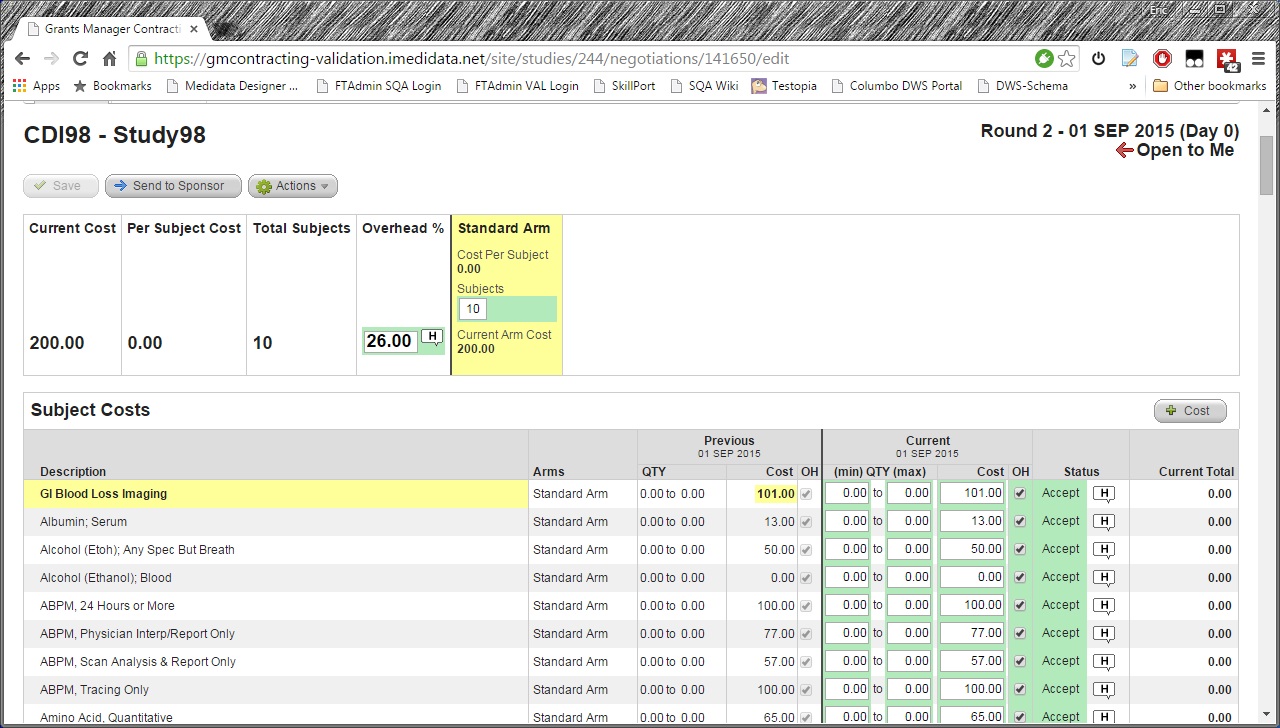 Eric
Grants Manager Contracti
https://gmcontracting-validation.imedidata.net/site/studies/244/negotiations/141650/edit
42
Apps Bookmarks Medidata Designer ... FTAdmin SQA Login FTAdmin VAL Login SkillPort SQA Wiki Testopia Columbo DWS Portal DWS-Schema » Other bookmarks
CDI98 - Study98
Round 2 - 01 SEP 2015 (Day 0)
Open to Me
Save Send to Sponsor Actions
Current Cost Per Subject Cost Total Subjects Overhead % Standard Arm
Cost Per Subject
0.00
Subjects
10
Current Arm Cost
200.00
200.00 0.00 10 26.00 H
Subject Costs
Cost
Previous Current
01 SEP 2015 01 SEP 2015
Description Arms QTY Cost OH (min) QTY (max) Cost OH Status Current Total
GI Blood Loss Imaging Standard Arm 0.00 to 0.00 101.00 0.00 to 0.00 101.00 Accept H 0.00
Albumin; Serum Standard Arm 0.00 to 0.00 13.00 0.00 to 0.00 13.00 Accept H 0.00
Alcohol (Etoh); Any Spec But Breath Standard Arm 0.00 to 0.00 50.00 0.00 to 0.00 50.00 Accept H 0.00
Alcohol (Ethanol); Blood Standard Arm 0.00 to 0.00 0.00 0.00 to 0.00 0.00 Accept H 0.00
ABPM, 24 Hours or More Standard Arm 0.00 to 0.00 100.00 0.00 to 0.00 100.00 Accept H 0.00
ABPM, Physician Interp/Report Only Standard Arm 0.00 to 0.00 77.00 0.00 to 0.00 77.00 Accept H 0.00
ABPM, Scan Analysis & Report Only Standard Arm 0.00 to 0.00 57.00 0.00 to 0.00 57.00 Accept H 0.00
ABPM, Tracing Only Standard Arm 0.00 to 0.00 100.00 0.00 to 0.00 100.00 Accept H 0.00
Amino Acid, Quantitative Standard Arm 0.00 to 0.00 65.00 0.00 to 0.00 65.00 Accept H 0.00